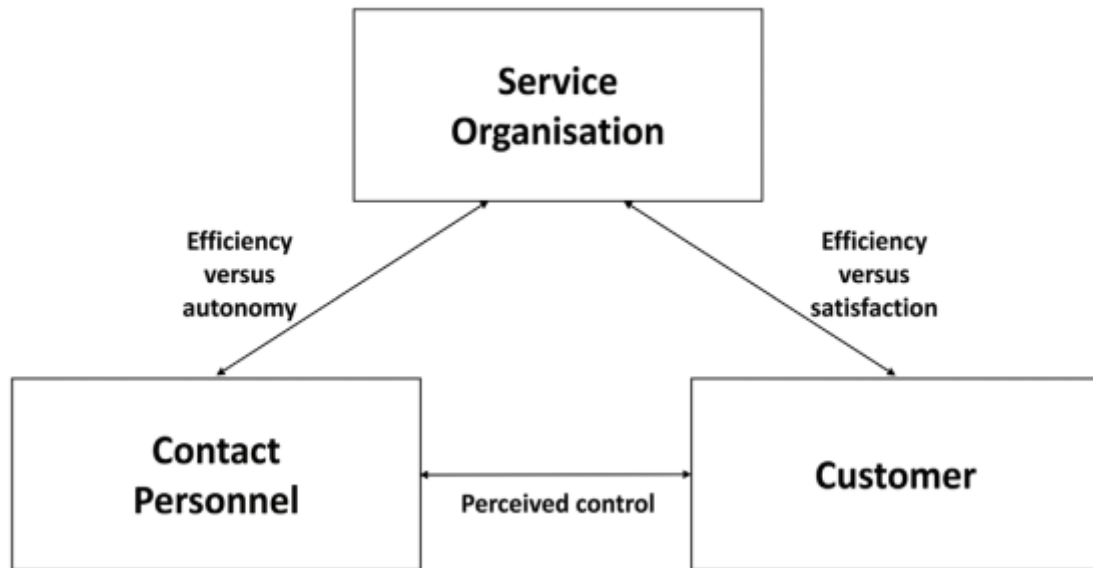 Service
Organisation
Efficiency
versus
autonomy
Efficiency
versus
satisfaction
Contact
Personnel
Perceived control
Customer